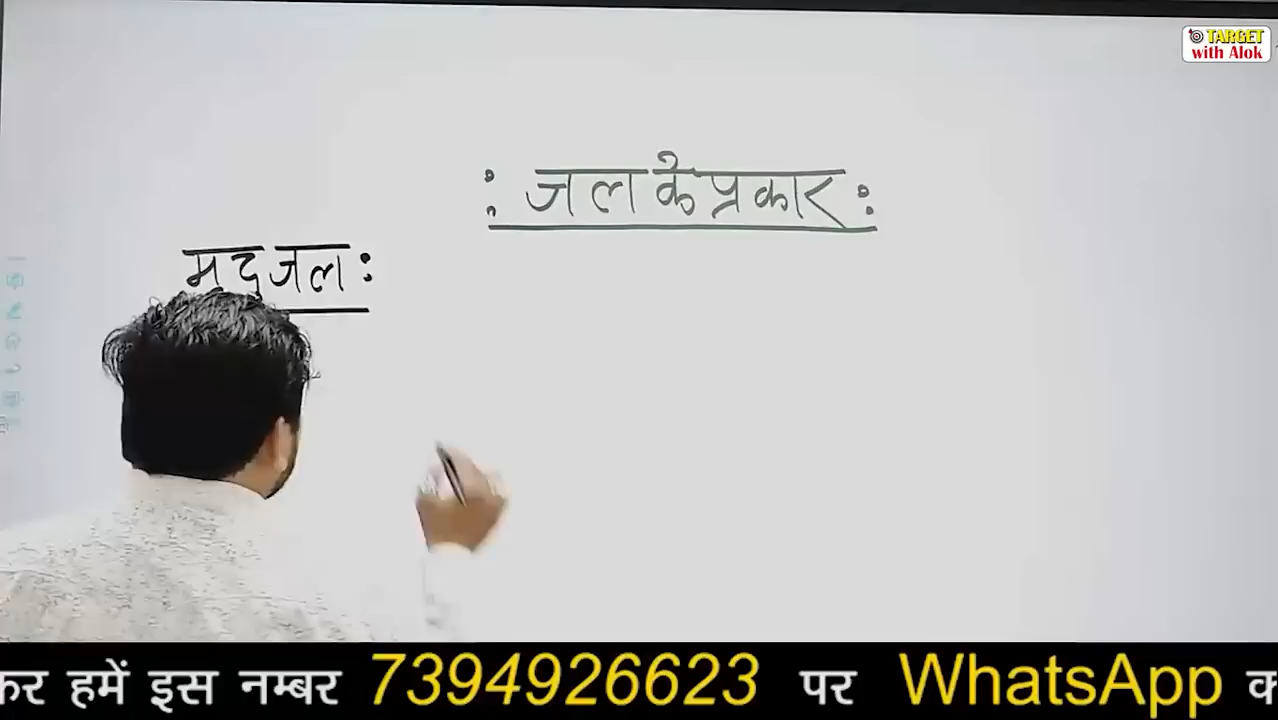 TARGET
with Alok
: जल के प्रकार :
मृदु जल :
कर हमें इस नम्बर 7394926623 पर WhatsApp क